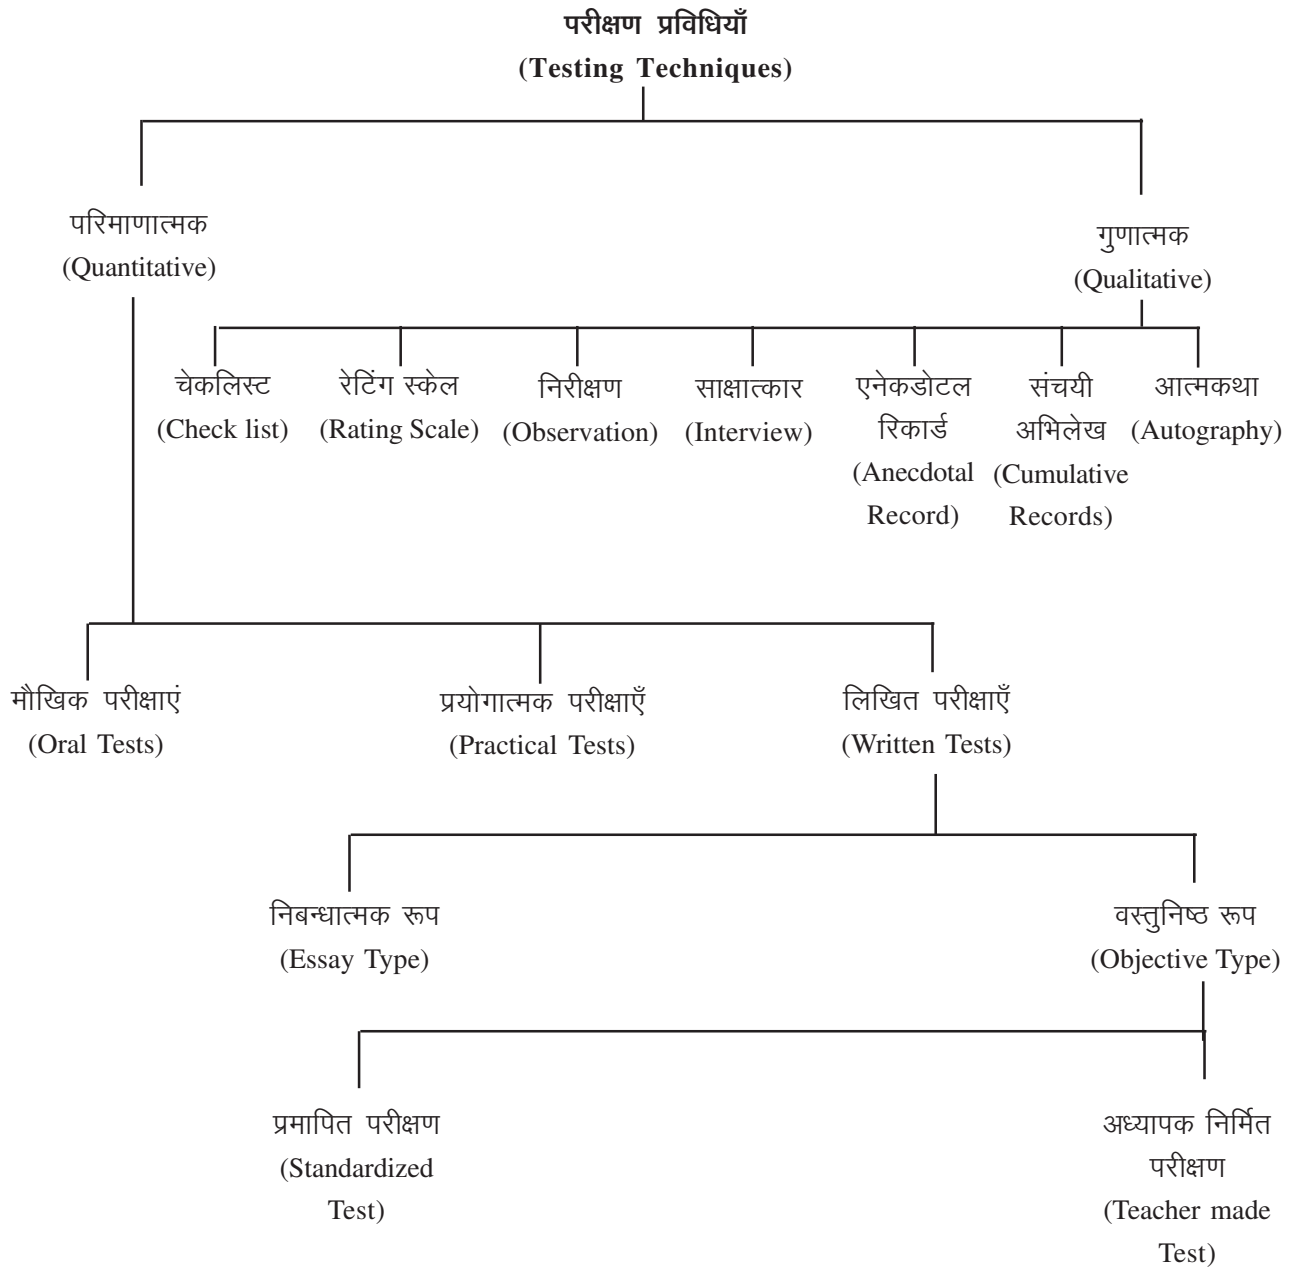 परीक्षण प्रविधियाँ
(Testing Techniques)
परिमाणात्मक
(Quantitative)
गुणात्मक
(Qualitative)
चेकलिस्ट
(Check list)
रेटिंग स्केल
(Rating Scale)
निरीक्षण
(Observation)
साक्षात्कार
(Interview)
एनेकडोटल
रिकार्ड
(Anecdotal
Record)
संचयी
अभिलेख
(Cumulative
Records)
आत्मकथा
(Autography)
मौखिक परीक्षाएं
(Oral Tests)
प्रयोगात्मक परीक्षाएँ
(Practical Tests)
लिखित परीक्षाएँ
(Written Tests)
निबन्धात्मक रूप
(Essay Type)
वस्तुनिष्ठ रूप
(Objective Type)
प्रमापित परीक्षण
(Standardized
Test)
अध्यापक निर्मित
परीक्षण
(Teacher made
Test)